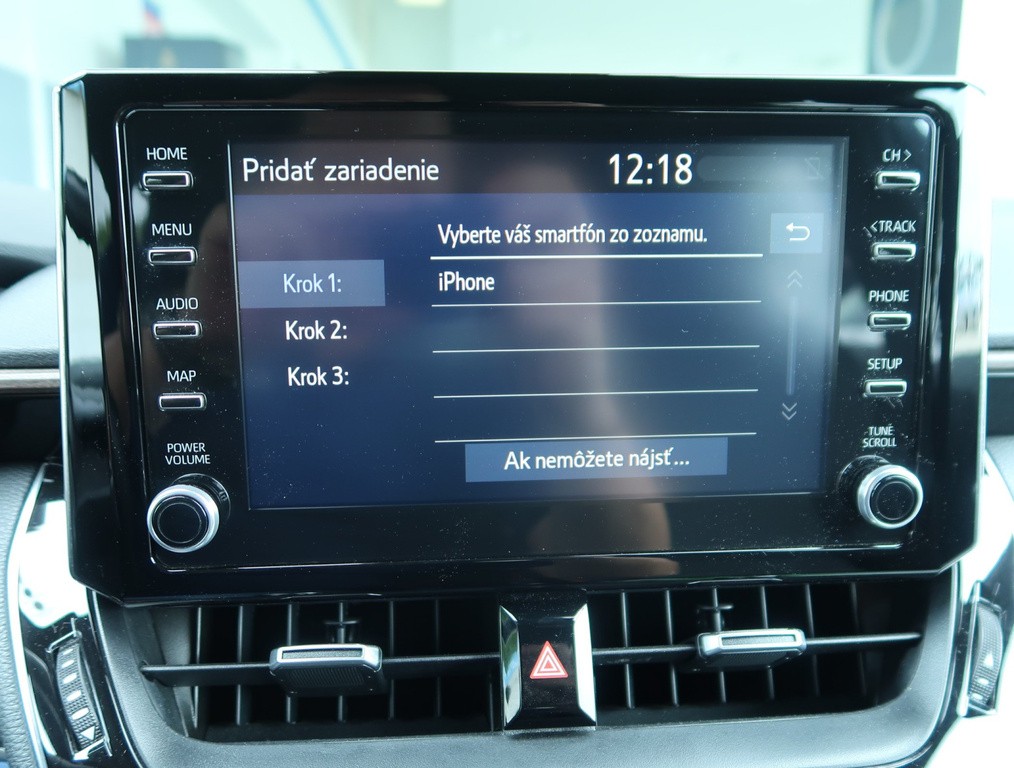 HOME
MENU
AUDIO
MAP
POWER
VOLUME
Pridať zariadenie
12:18
Vyberte váš smartfón zo zoznamu.
Krok 1:
iPhone
Krok 2:
Krok 3:
Ak nemôžete nájsť...
CH >
< TRACK
PHONE
SETUP
TUNE
SCROLL